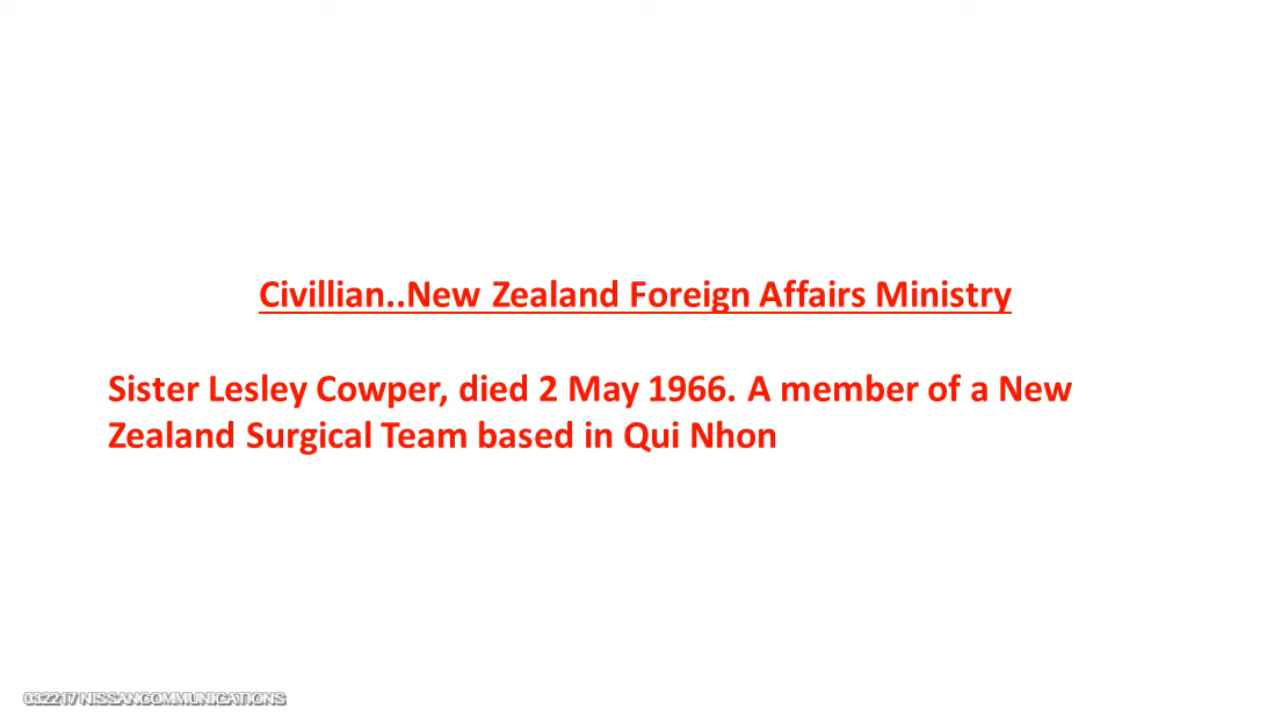 Civillian..New Zealand Foreign Affairs Ministry
Sister Lesley Cowper, died 2 May 1966. A member of a New
Zealand Surgical Team based in Qui Nhon
032217 NISSANCOMMUNICATIONS